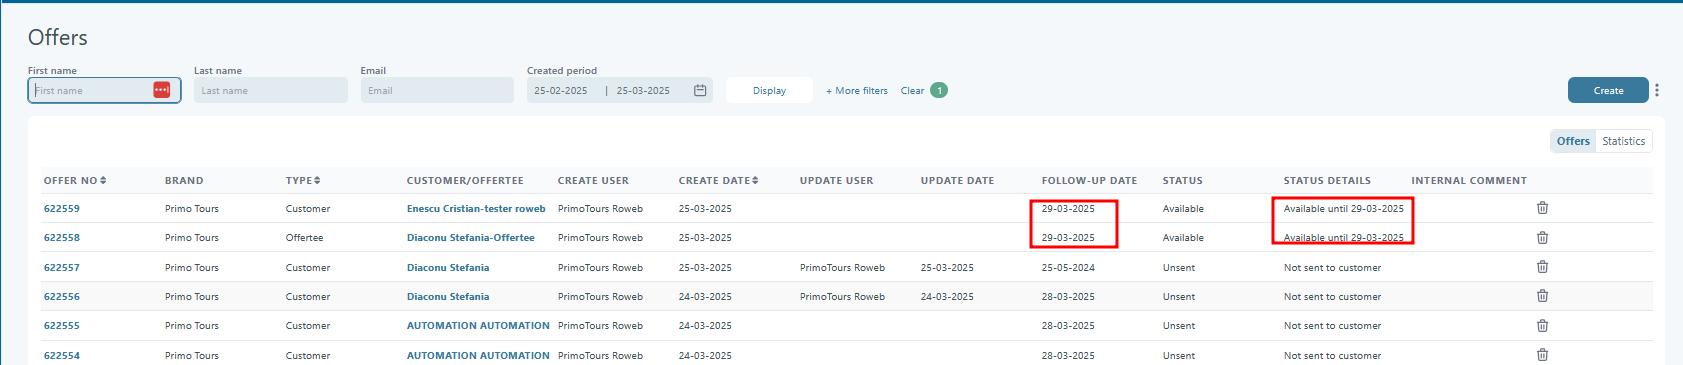 Offers
First name Last name Email Created period
First name Last name Email 25-02-2025 | 25-03-2025 Display + More filters Clear 1 Create
Offers Statistics
OFFER NO BRAND TYPE CUSTOMER/OFFERTEE CREATE USER CREATE DATE UPDATE USER UPDATE DATE FOLLOW-UP DATE STATUS STATUS DETAILS INTERNAL COMMENT
622559 Primo Tours Customer Enescu Cristian-tester roweb PrimoTours Roweb 25-03-2025 29-03-2025 Available Available until 29-03-2025
622558 Primo Tours Offertee Diaconu Stefania-Offertee PrimoTours Roweb 25-03-2025 29-03-2025 Available Available until 29-03-2025
622557 Primo Tours Customer Diaconu Stefania PrimoTours Roweb 25-03-2025 PrimoTours Roweb 25-03-2025 25-05-2024 Unsent Not sent to customer
622556 Primo Tours Customer Diaconu Stefania PrimoTours Roweb 24-03-2025 PrimoTours Roweb 24-03-2025 28-03-2025 Unsent Not sent to customer
622555 Primo Tours Customer AUTOMATION AUTOMATION PrimoTours Roweb 24-03-2025 28-03-2025 Unsent Not sent to customer
622554 Primo Tours Customer AUTOMATION AUTOMATION PrimoTours Roweb 24-03-2025 28-03-2025 Unsent Not sent to customer